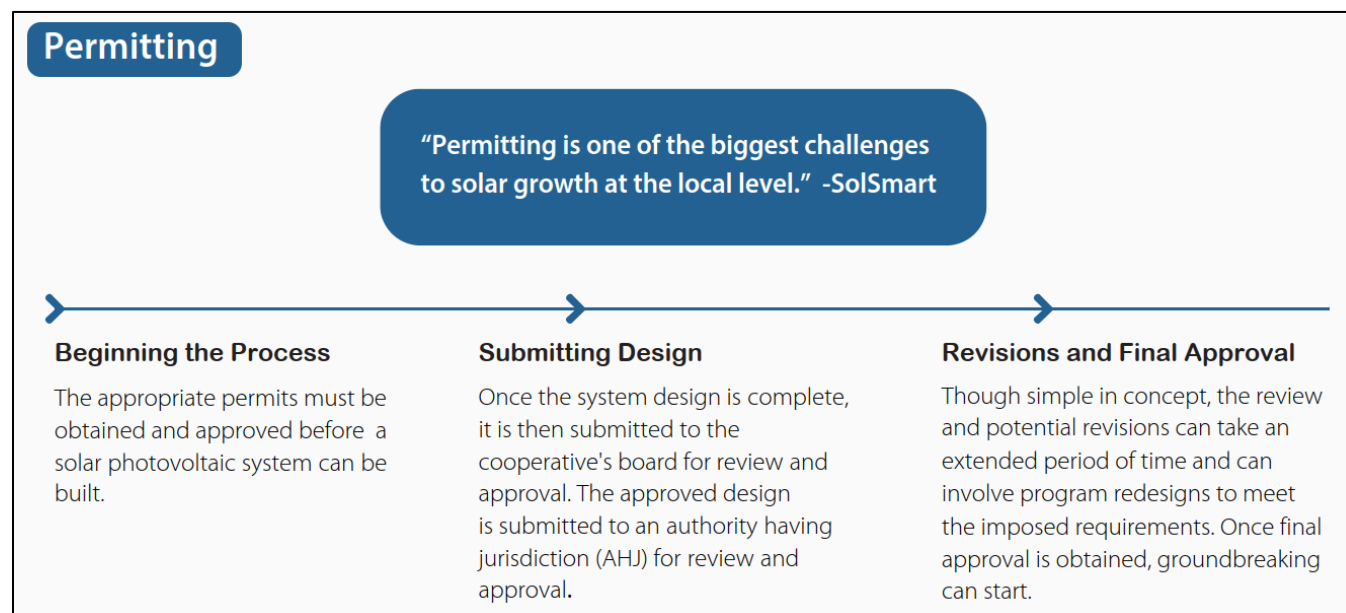 Permitting
“Permitting is one of the biggest challenges
to solar growth at the local level.” -SolSmart
Beginning the Process
The appropriate permits must be
obtained and approved before a
solar photovoltaic system can be
built.
Submitting Design
Once the system design is complete,
it is then submitted to the
cooperative's board for review and
approval. The approved design
is submitted to an authority having
jurisdiction (AHJ) for review and
approval.
Revisions and Final Approval
Though simple in concept, the review
and potential revisions can take an
extended period of time and can
involve program redesigns to meet
the imposed requirements. Once final
approval is obtained, groundbreaking
can start.